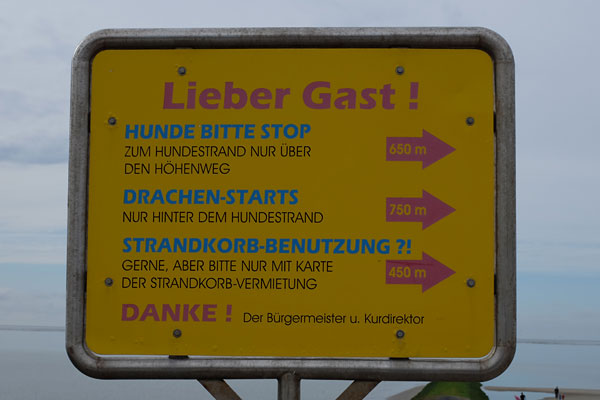 Lieber Gast !
HUNDE BITTE STOP
ZUM HUNDESTRAND NUR ÜBER
DEN HÖHENWEG
650 m
DRACHEN-STARTS
NUR HINTER DEM HUNDESTRAND
750 m
STRANDKORB-BENUTZUNG ?!
GERNE, ABER BITTE NUR MIT KARTE
DER STRANDKORB-VERMIETUNG
450 m
DANKE ! Der Bürgermeister u. Kurdirektor